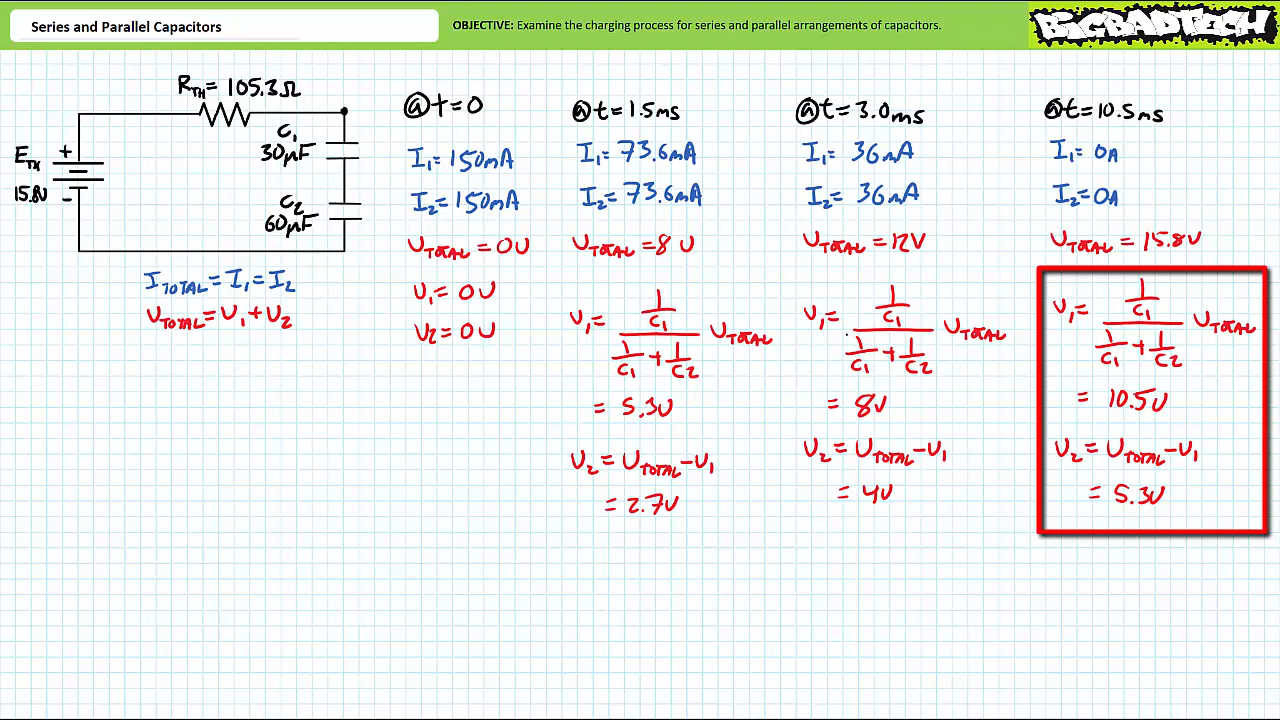 Series and Parallel Capacitors
OBJECTIVE: Examine the charging process for series and parallel arrangements of capacitors.
BIGBADTECH
R_TH = 105.3Ω
E_TH
15.8V
+
-
C₁
30μF
C₂
60μF
I_TOTAL = I₁ = I₂
V_TOTAL = V₁ + V₂
@ t = 0
I₁ = 150mA
I₂ = 150mA
V_TOTAL = 0V
V₁ = 0V
V₂ = 0V
@ t = 1.5ms
I₁ = 73.6mA
I₂ = 73.6mA
V_TOTAL = 8V
V₁ = (1/C₁) / (1/C₁ + 1/C₂) V_TOTAL
= 5.3V
V₂ = V_TOTAL - V₁
= 2.7V
@ t = 3.0ms
I₁ = 36mA
I₂ = 36mA
V_TOTAL = 12V
V₁ = (1/C₁) / (1/C₁ + 1/C₂) V_TOTAL
= 8V
V₂ = V_TOTAL - V₁
= 4V
@ t = 10.5ms
I₁ = 0A
I₂ = 0A
V_TOTAL = 15.8V
V₁ = (1/C₁) / (1/C₁ + 1/C₂) V_TOTAL
= 10.5V
V₂ = V_TOTAL - V₁
= 5.3V